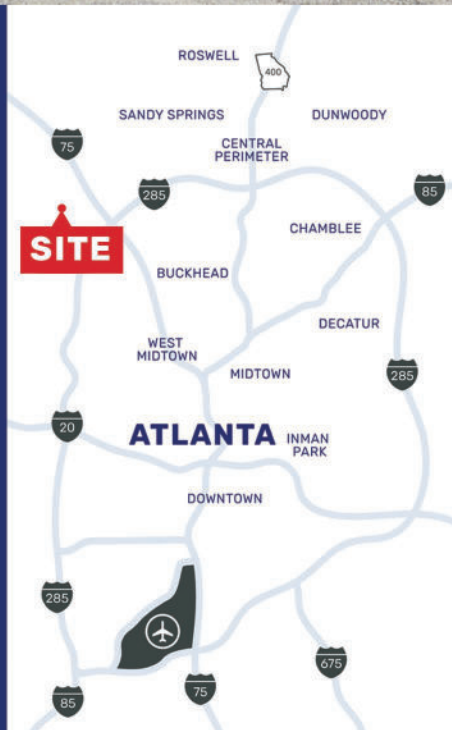 ROSWELL
400
SANDY SPRINGS
DUNWOODY
75
CENTRAL
PERIMETER
285
85
SITE
CHAMBLEE
BUCKHEAD
DECATUR
WEST
MIDTOWN
MIDTOWN
285
20
ATLANTA
INMAN
PARK
DOWNTOWN
285
675
85
75